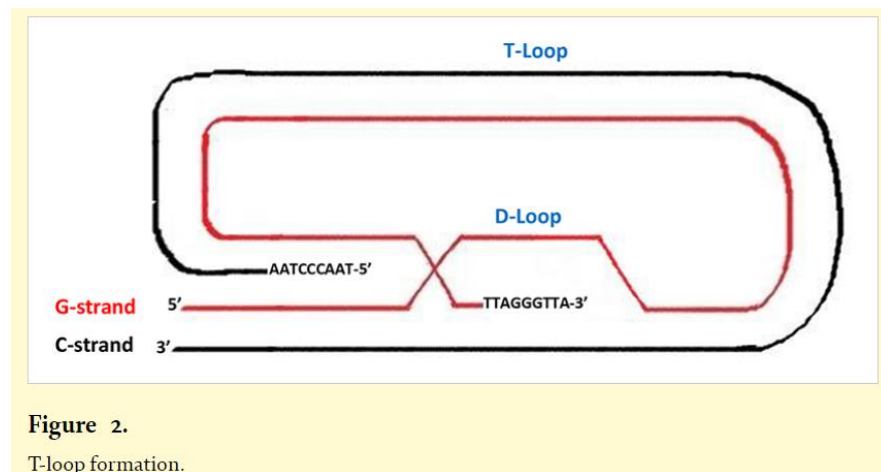 T-Loop
D-Loop
AATCCCAAT-5’
G-strand 5’ TTAGGGTTA-3’
C-strand 3’
Figure 2.
T-loop formation.